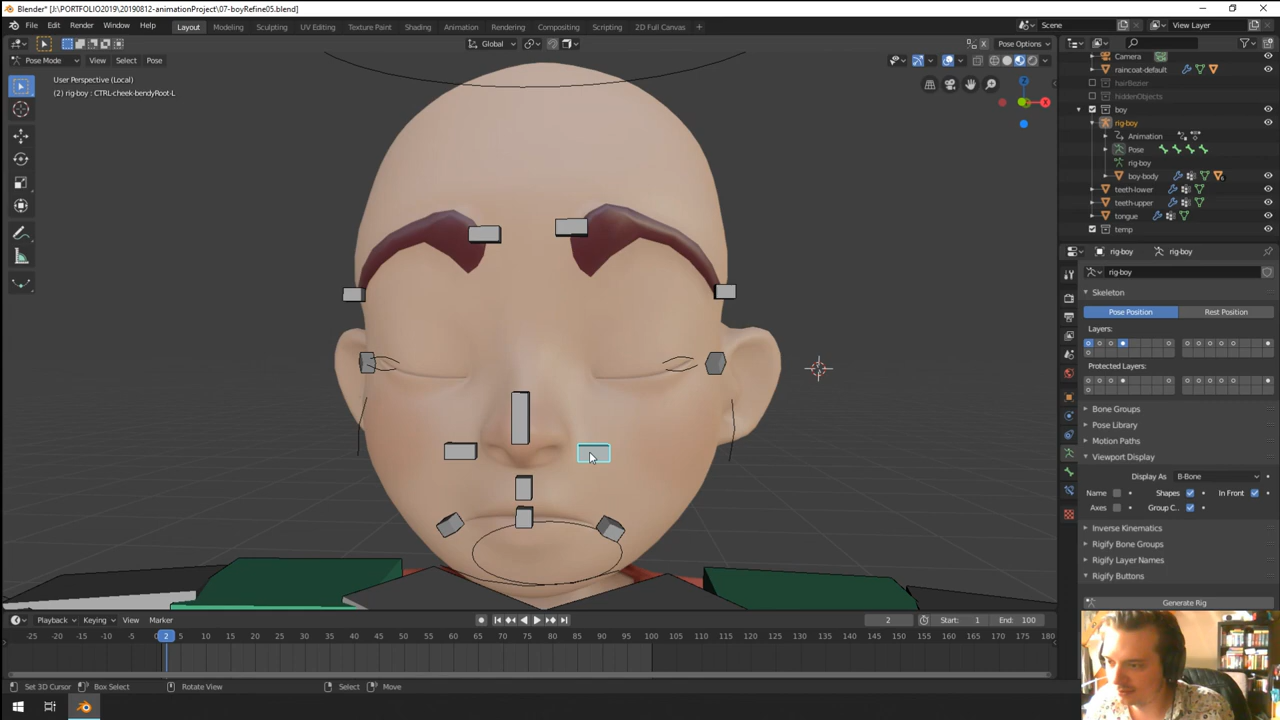 Blender* [J:\PORTFOLIO2019\20190812-animationProject\07-boyRefine05.blend]
File Edit Render Window Help
Layout Modeling Sculpting UV Editing Texture Paint Shading Animation Rendering Compositing Scripting 2D Full Canvas +
Scene
View Layer
Global
Pose Options
Pose Mode View Select Pose
User Perspective (Local)
(2) rig-boy : CTRL-cheek-bendyRoot-L
Z
X
Camera
raincoat-default
hairBezier
hiddenObjects
boy
rig-boy
Animation
Pose
rig-boy
boy-body
teeth-lower
teeth-upper
tongue
temp
rig-boy rig-boy
rig-boy
Skeleton
Pose Position Rest Position
Layers:
Protected Layers:
Bone Groups
Pose Library
Motion Paths
Viewport Display
Display As B-Bone
Name Shapes In Front
Axes Group C..
Inverse Kinematics
Rigify Bone Groups
Rigify Layer Names
Rigify Buttons
Generate Rig
Playback Keying View Marker
2 Start: 1 End: 100
-25 -20 -15 -10 -5 0 2 5 10 15 20 25 30 35 40 45 50 55 60 65 70 75 80 85 90 95 100 105 110 115 120 125 130 135 140 145 150 155 160 165 170 175 180
Set 3D Cursor Box Select Rotate View Select Move